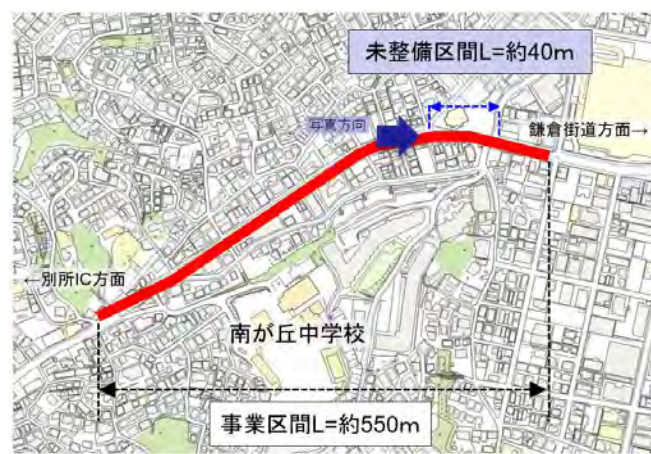 未整備区間L=約40m
写真方向
鎌倉街道方面→
←別所IC方面
南が丘中学校
事業区間L=約550m